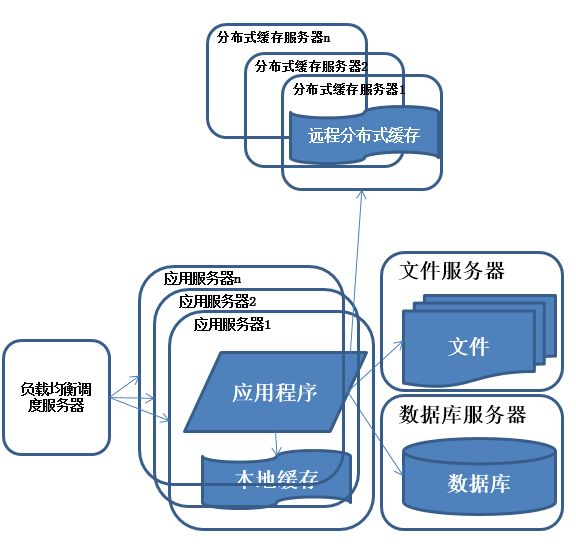 分布式缓存服务器n
分布式缓存服务器2
分布式缓存服务器1
远程分布式缓存
应用服务器n
应用服务器2
应用服务器1
负载均衡调
度服务器
应用程序
本地缓存
文件服务器
文件
数据库服务器
数据库